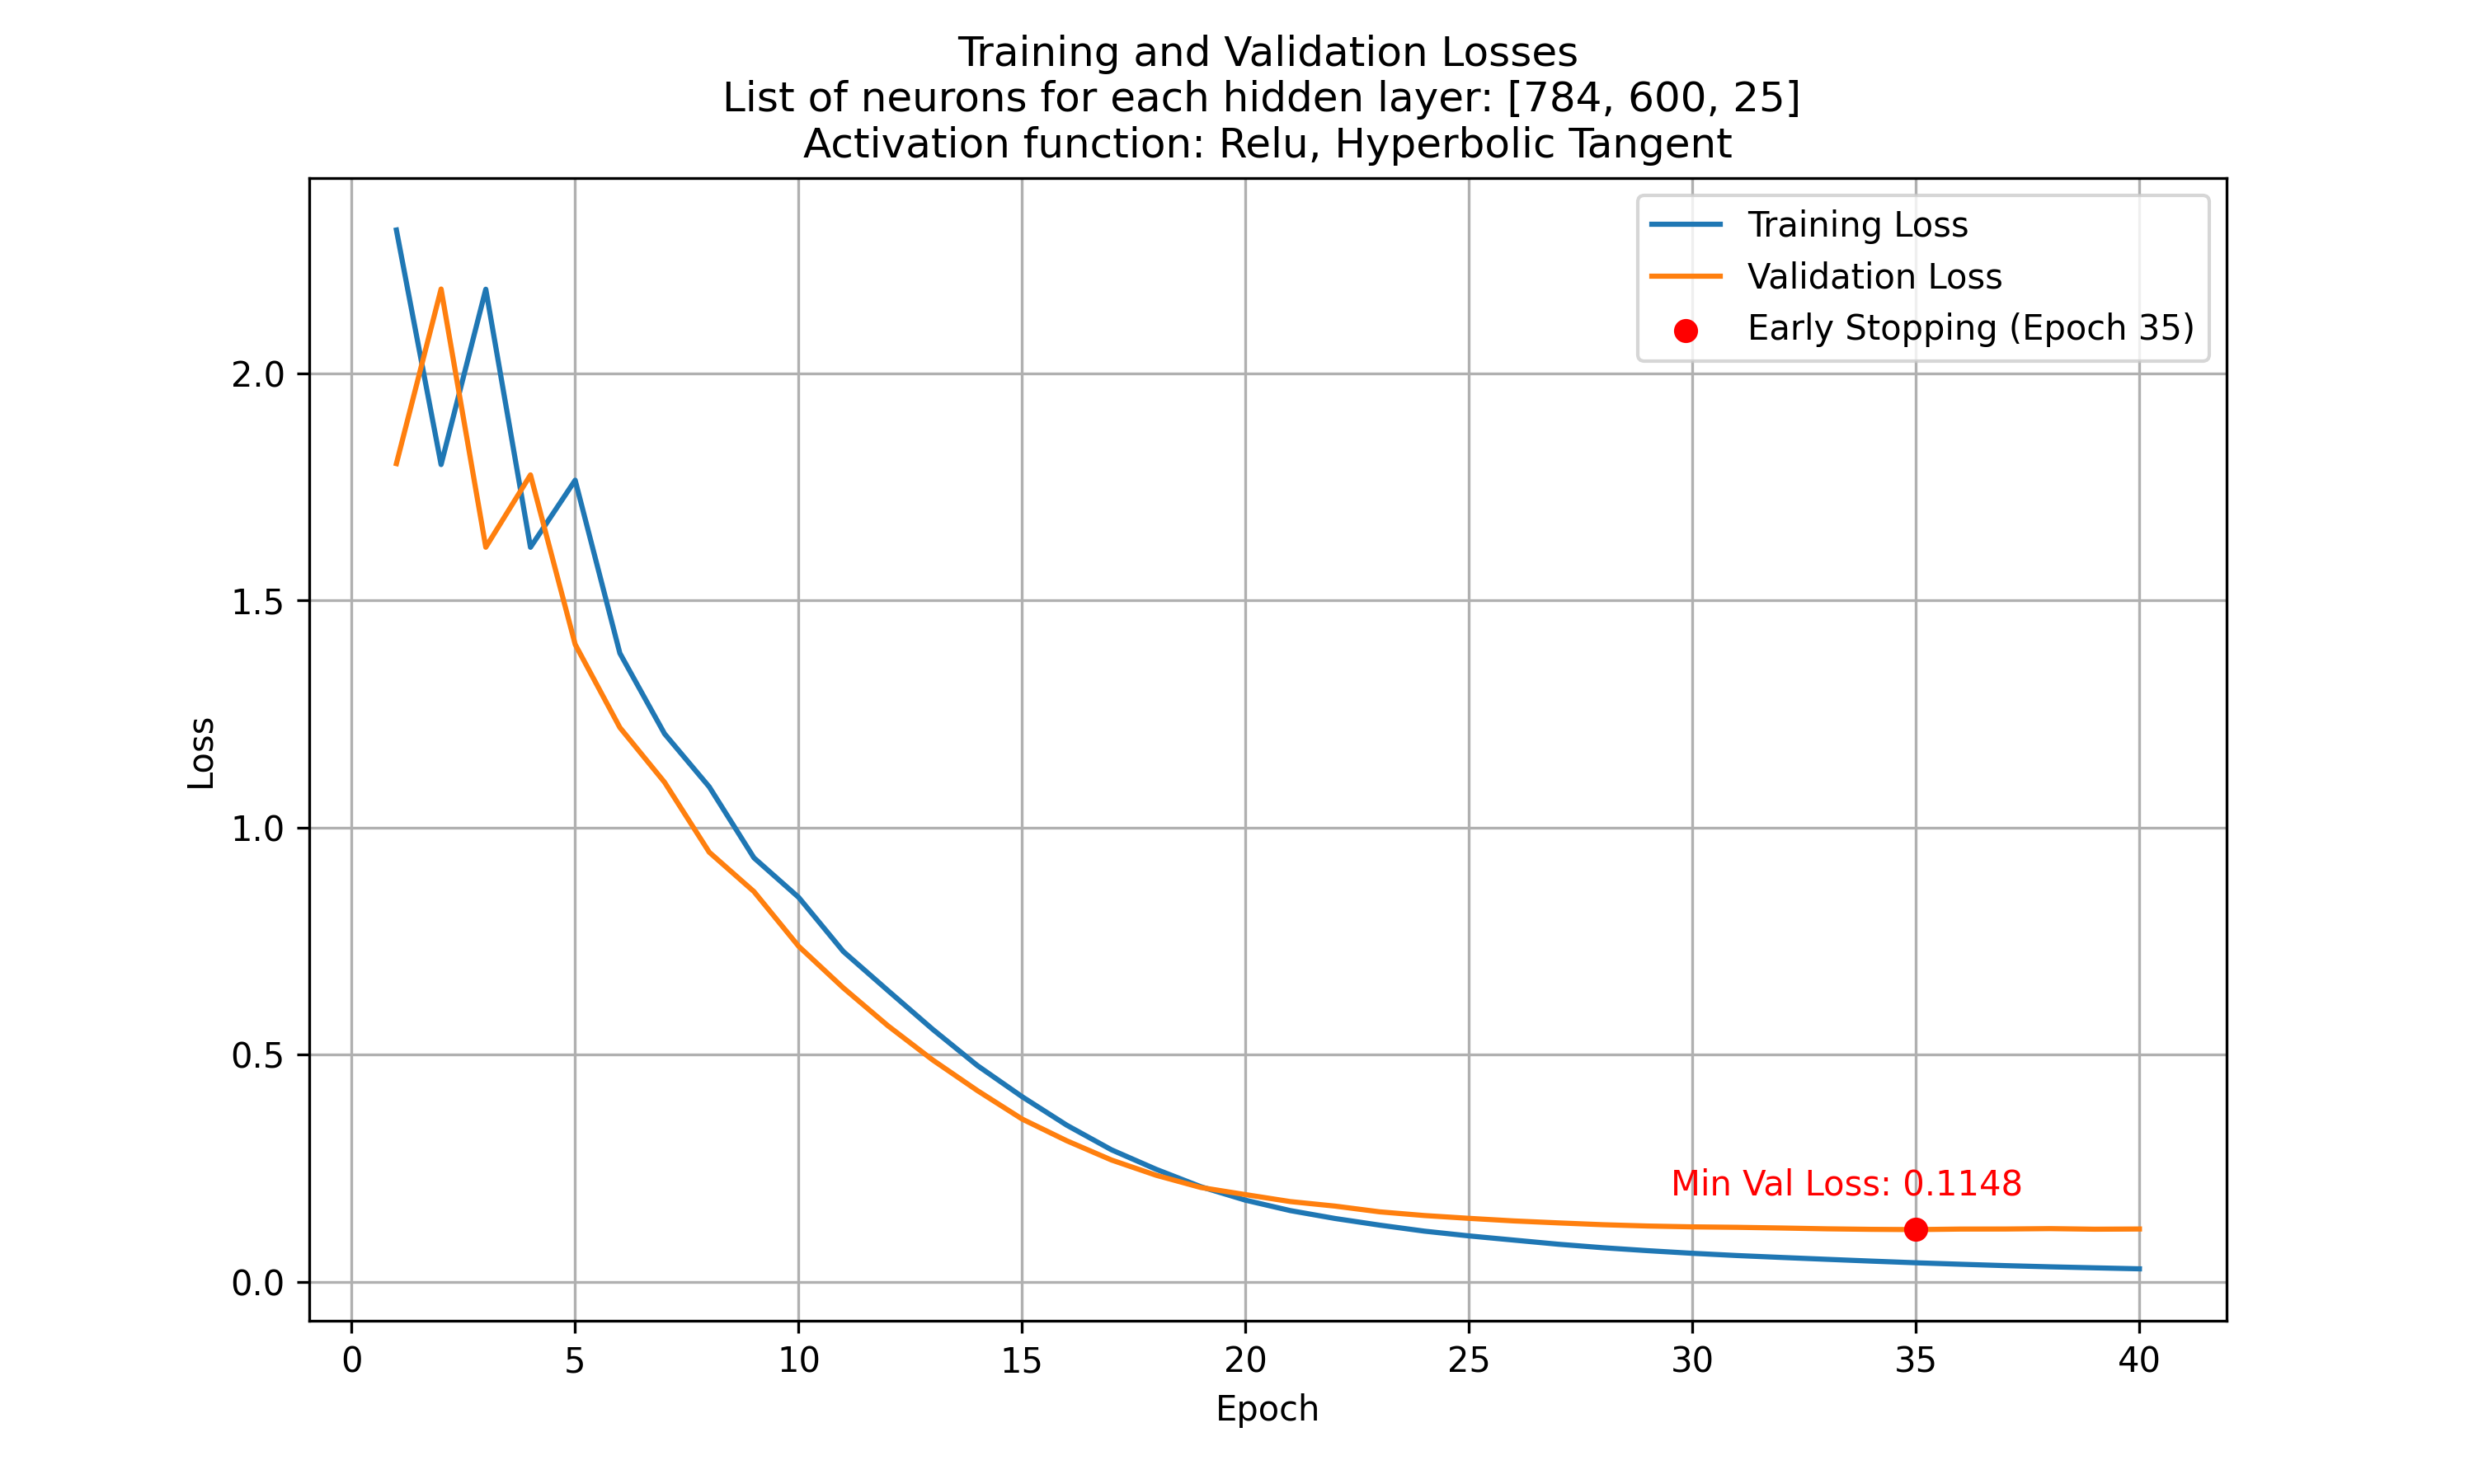 Training and Validation Losses
List of neurons for each hidden layer: [784, 600, 25]
Activation function: Relu, Hyperbolic Tangent
Training Loss
Validation Loss
Early Stopping (Epoch 35)
2.0
1.5
1.0
0.5
0.0
Loss
Min Val Loss: 0.1148
0 5 10 15 20 25 30 35 40
Epoch